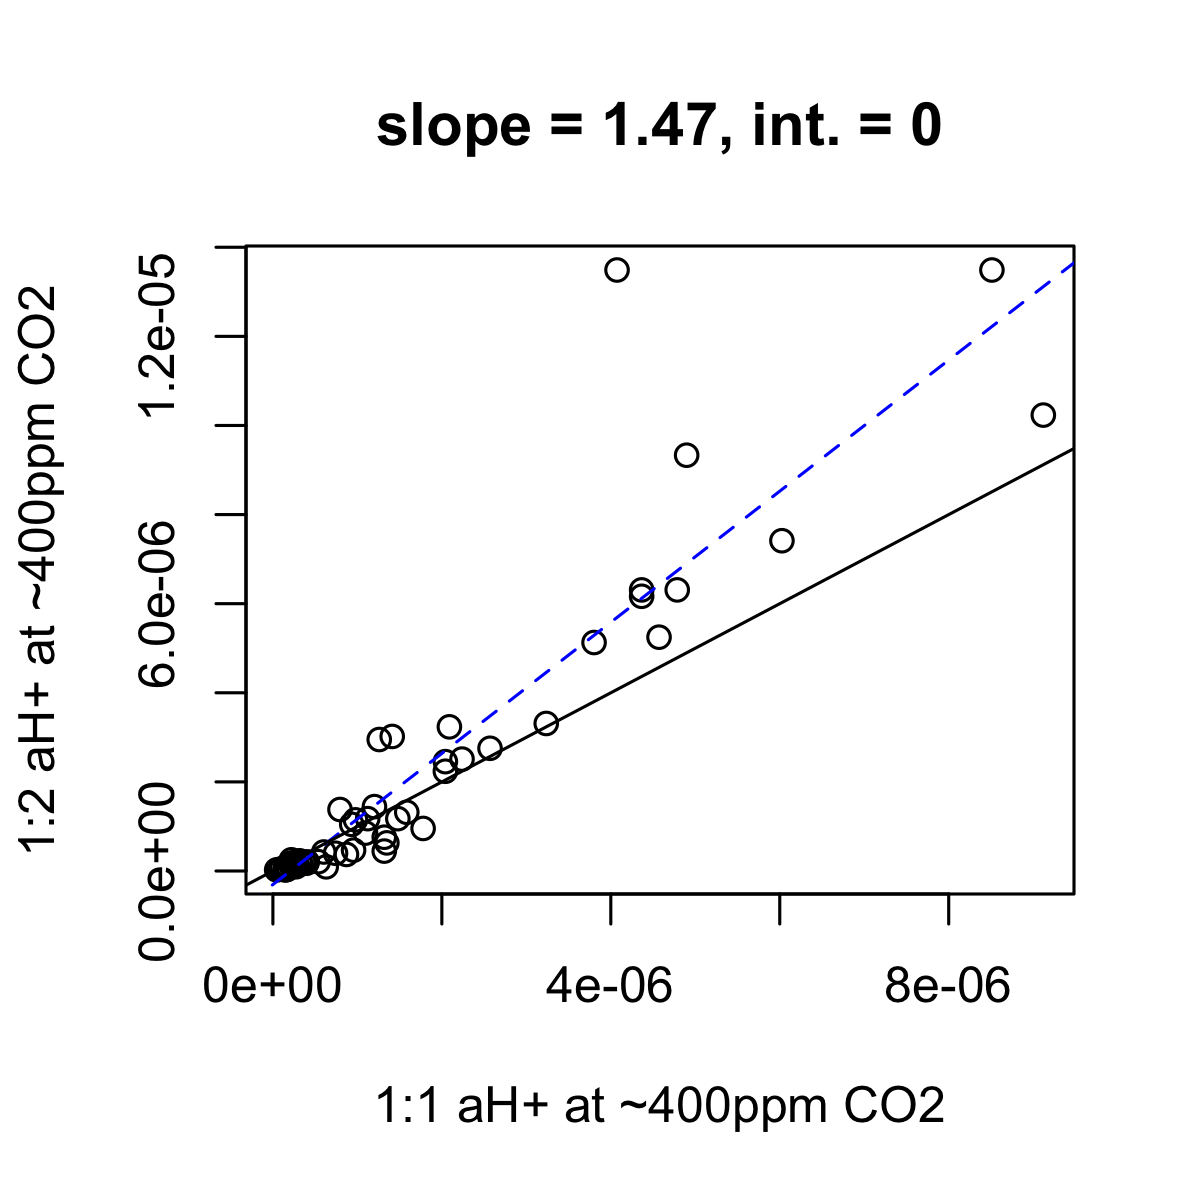 slope = 1.47, int. = 0
1:2 aH+ at ~400ppm CO2
1.2e-05
6.0e-06
0.0e+00
0e+00
4e-06
8e-06
1:1 aH+ at ~400ppm CO2